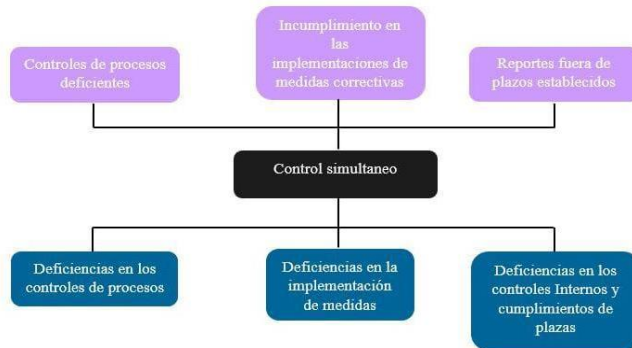 Controles de procesos
deficientes
Incumplimiento en
las
implementaciones de
medidas correctivas
Reportes fuera de
plazos establecidos
Control simultaneo
Deficiencias en los
controles de procesos
Deficiencias en la
implementación
de medidas
Deficiencias en los
controles Internos y
cumplimientos de
plazas